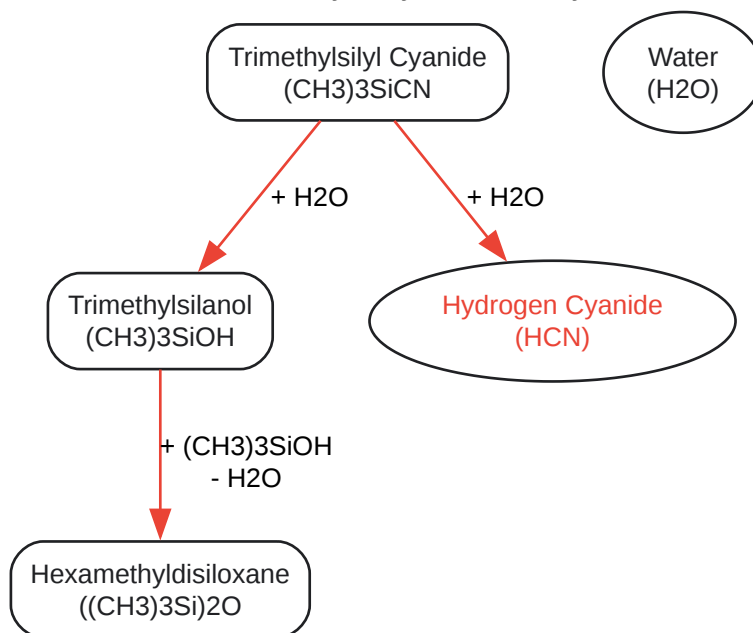 Trimethylsilyl Cyanide
(CH3)3SiCN
Water
(H2O)
+ H2O
+ H2O
Trimethylsilanol
(CH3)3SiOH
Hydrogen Cyanide
(HCN)
+ (CH3)3SiOH
- H2O
Hexamethyldisiloxane
((CH3)3Si)2O